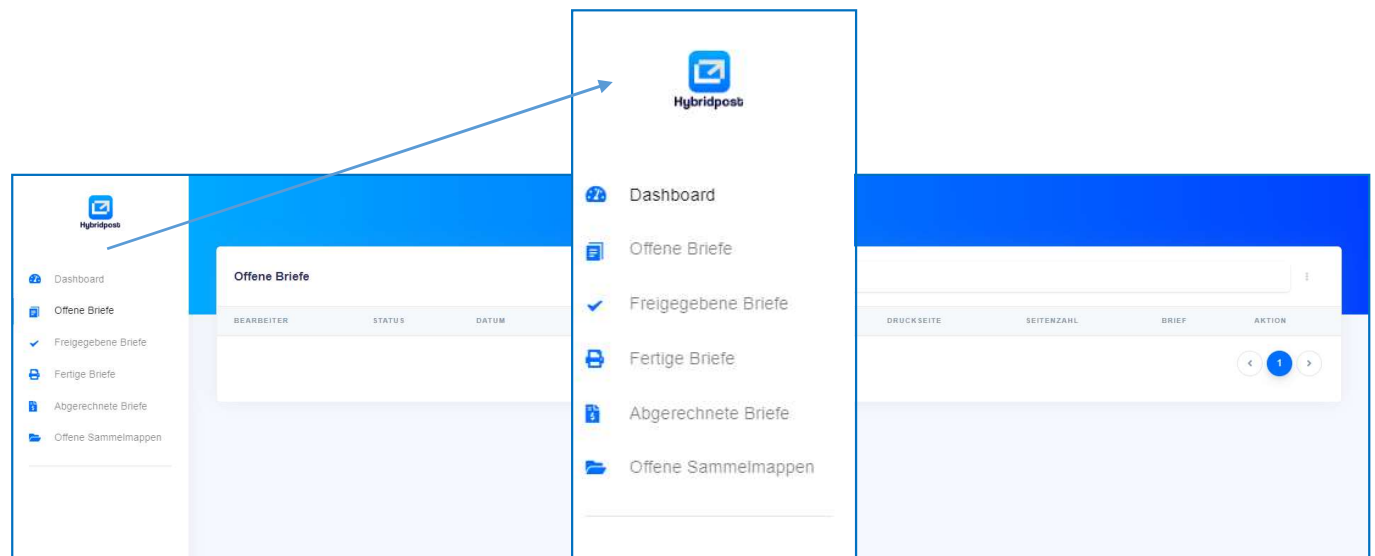 Hybridpost
Dashboard
Offene Briefe
Freigegebene Briefe
Fertige Briefe
Abgerechnete Briefe
Offene Sammelmappen
Offene Briefe
BEARBEITER STATUS DATUM
Hybridpost
Dashboard
Offene Briefe
Freigegebene Briefe
Fertige Briefe
Abgerechnete Briefe
Offene Sammelmappen
DRUCKSEITE SEITENZAHL BRIEF AKTION
1